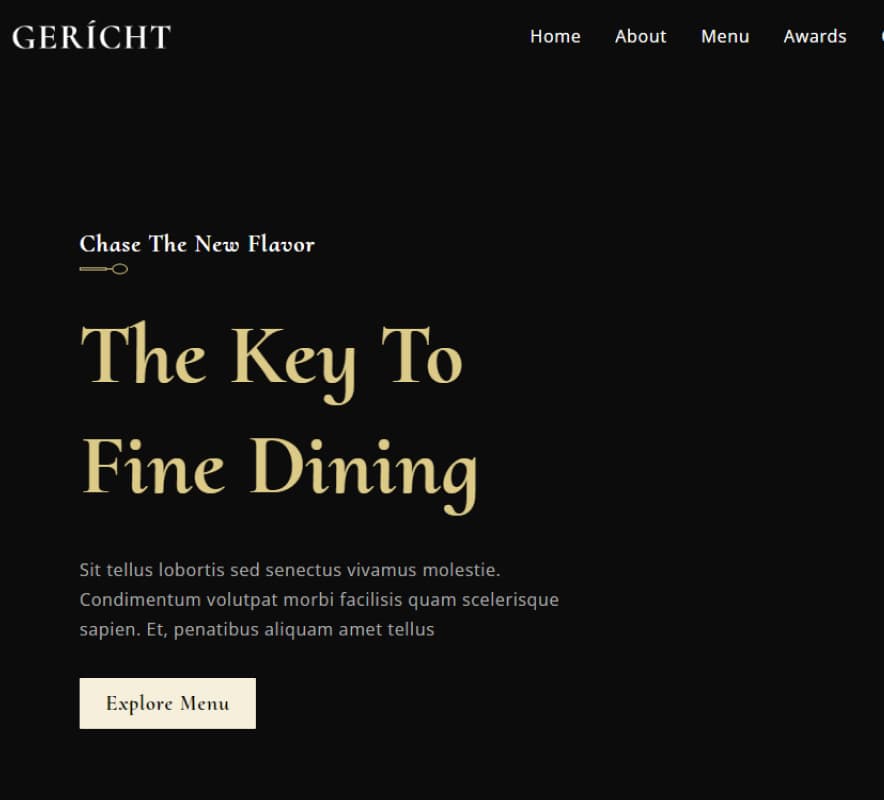 GERÍCHT
Home About Menu Awards
Chase The New Flavor
The Key To
Fine Dining
Sit tellus lobortis sed senectus vivamus molestie.
Condimentum volutpat morbi facilisis quam scelerisque
sapien. Et, penatibus aliquam amet tellus
Explore Menu